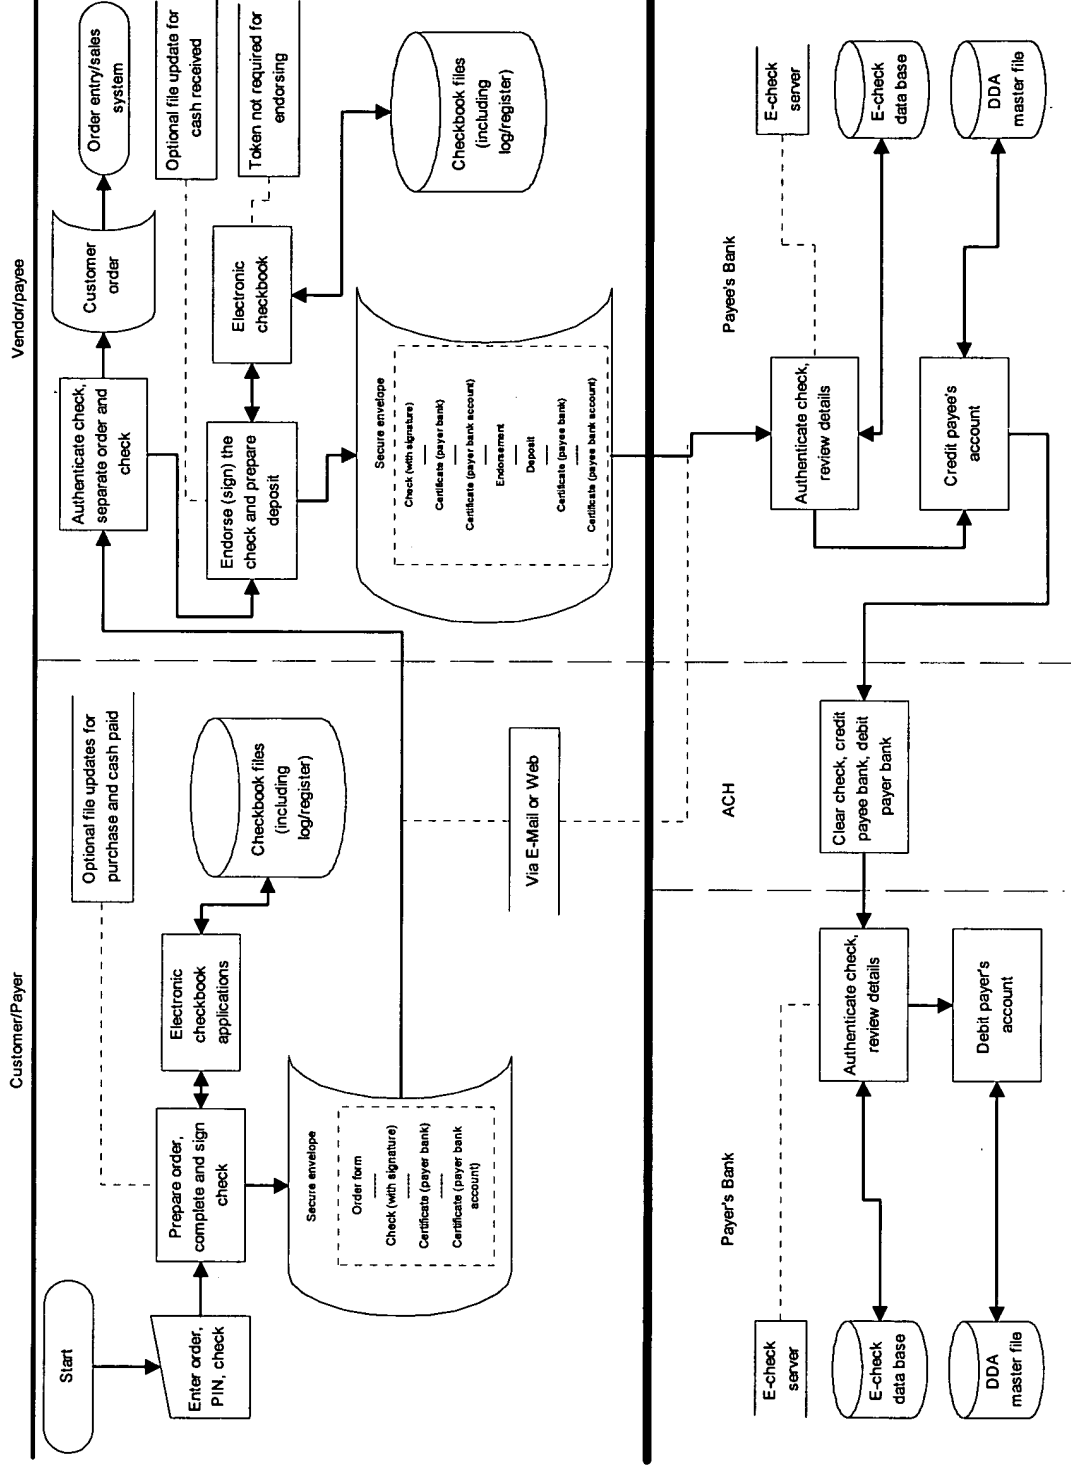 Customer/Payer
Vendor/payee
Start
Enter order,
PIN, check
Prepare order,
complete and sign
check
Electronic
checkbook
applications
Optional file updates for
purchase and cash paid
Checkbook files
(including
log/register)
Secure envelope
Order form
Check (with signature)
Certificate (payer bank)
Certificate (payer bank
account)
Via E-Mail or Web
Authenticate check,
separate order and
check
Customer
order
Order entry/sales
system
Optional file update for
cash received
Token not required for
endorsing
Endorse (sign) the
check and prepare
deposit
Electronic
checkbook
Checkbook files
(including
log/register)
Secure envelope
Check (with signature)
Certificate (payer bank)
Certificate (payer bank account)
Endorsement
Deposit
Certificate (payee bank)
Certificate (payee bank account)
Payer's Bank
ACH
Payee's Bank
E-check
server
E-check
data base
DDA
master file
Authenticate check,
review details
Debit payer's
account
Clear check, credit
payee bank, debit
payer bank
Authenticate check,
review details
Credit payee's
account
E-check
server
E-check
data base
DDA
master file